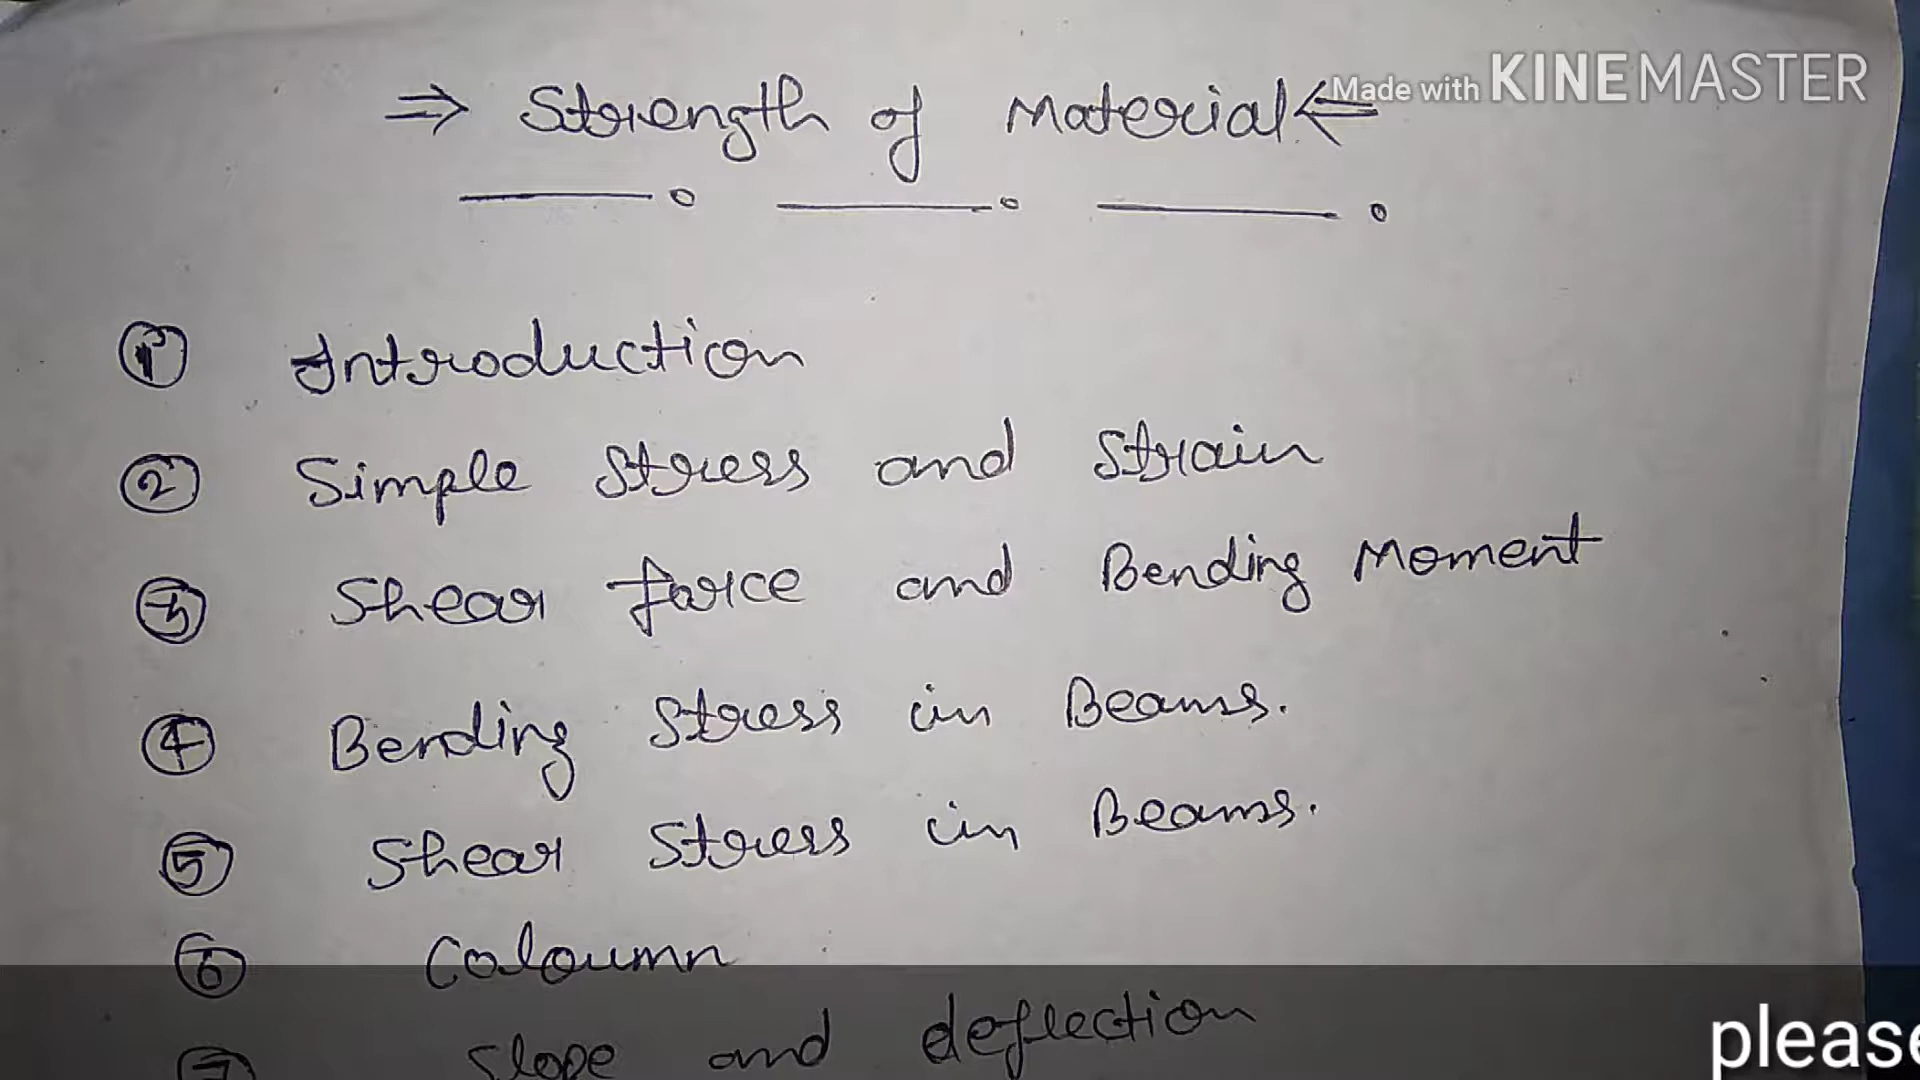 ⇒ Strength of Material ⇐
Made with KINEMASTER
① Introduction
② Simple Stress and Strain
③ Shear force and Bending Moment
④ Bending Stress in Beams.
⑤ Shear Stress in Beams.
⑥ Coloumn
⑦ Slope and deflection
please